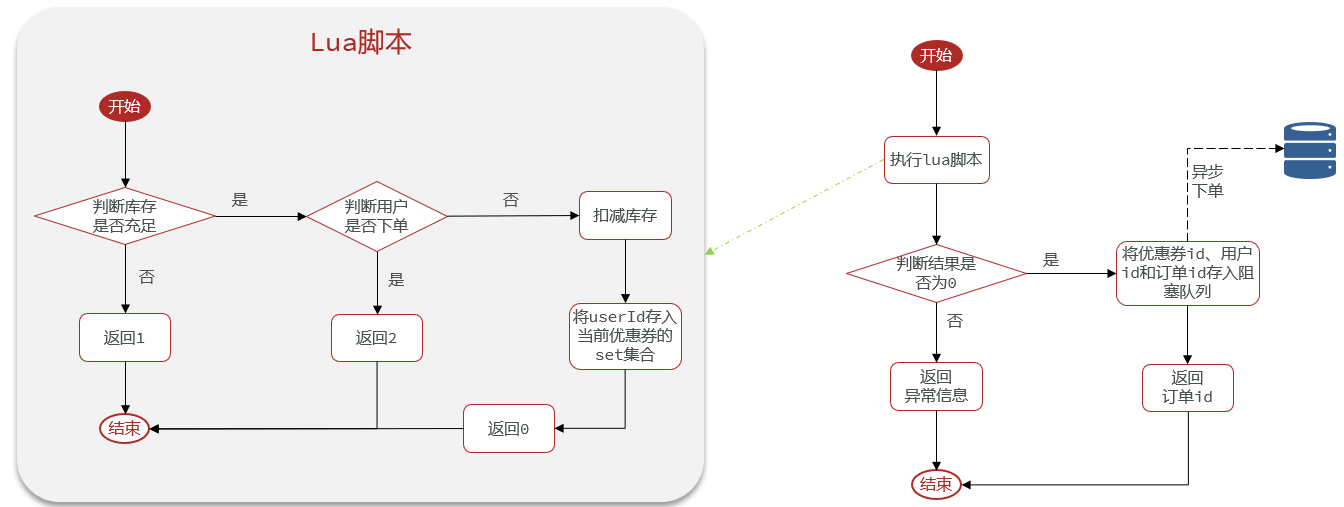 Lua脚本
开始
判断库存
是否充足
是
判断用户
是否下单
否
扣减库存
否
是
返回1
返回2
将userId存入
当前优惠券的
set集合
返回0
结束
开始
执行lua脚本
异步
下单
判断结果是
否为0
是
将优惠券id、用户
id和订单id存入阻
塞队列
否
返回
异常信息
返回
订单id
结束